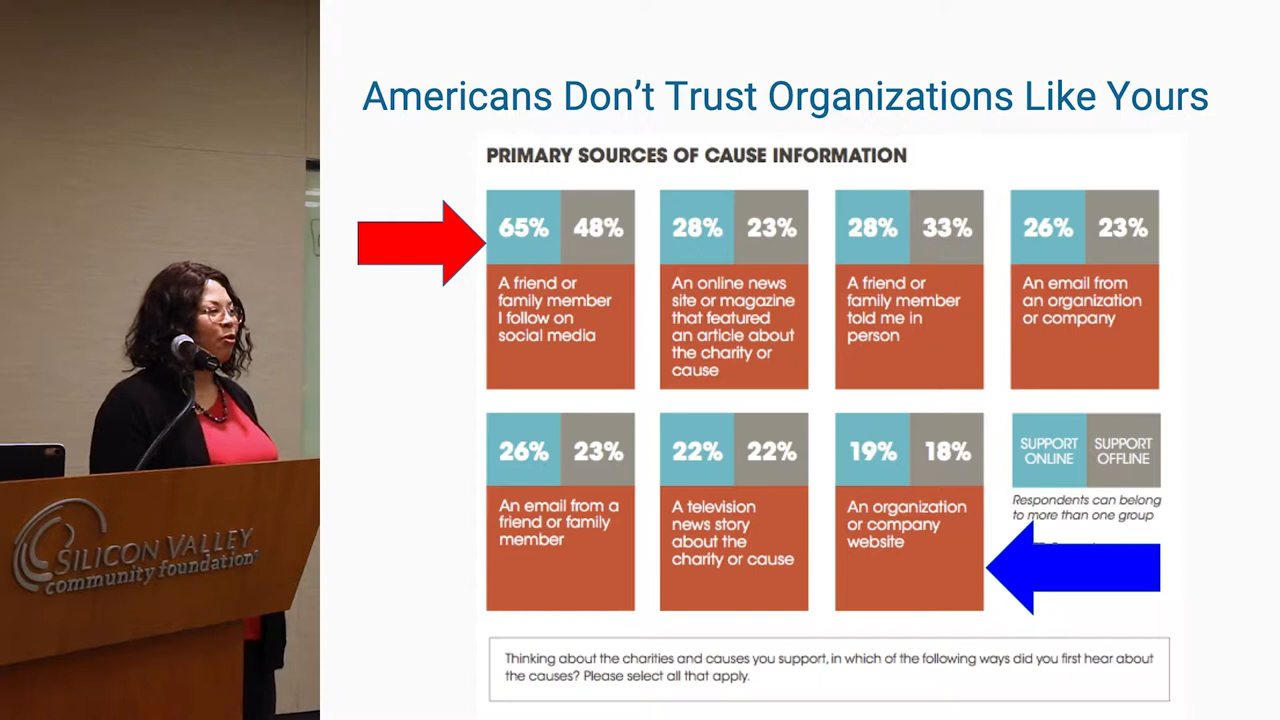 Americans Don't Trust Organizations Like Yours
PRIMARY SOURCES OF CAUSE INFORMATION
65% 48%
A friend or
family member
I follow on
social media
28% 23%
An online news
site or magazine
that featured
an article about
the charity or
cause
28% 33%
A friend or
family member
told me in
person
26% 23%
An email from
an organization
or company
26% 23%
An email from a
friend or family
member
22% 22%
A television
news story
about the
charity or cause
19% 18%
An organization
or company
website
SUPPORT
ONLINE
SUPPORT
OFFLINE
Respondents can belong
to more than one group
Thinking about the charities and causes you support, in which of the following ways did you first hear about
the causes? Please select all that apply.
SILICON VALLEY
community foundation®